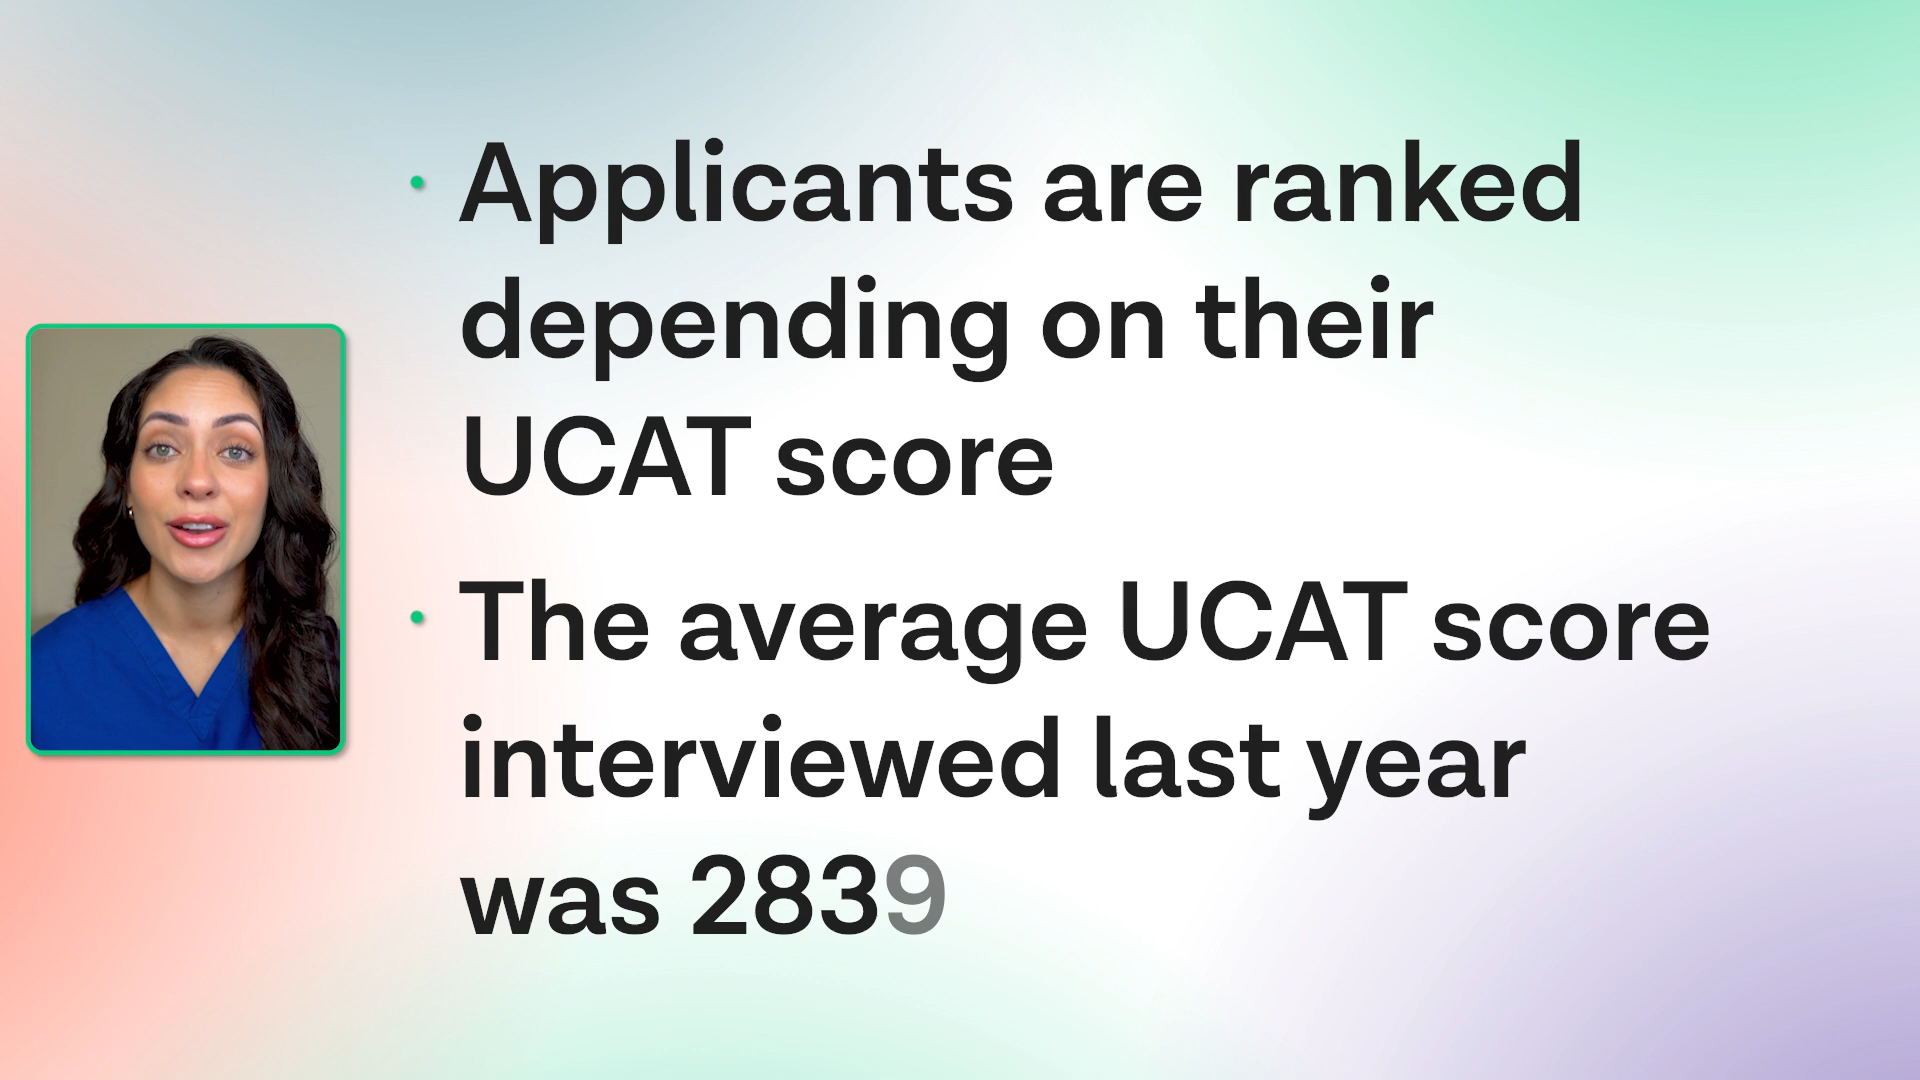 Applicants are ranked
depending on their
UCAT score
The average UCAT score
interviewed last year
was 2839